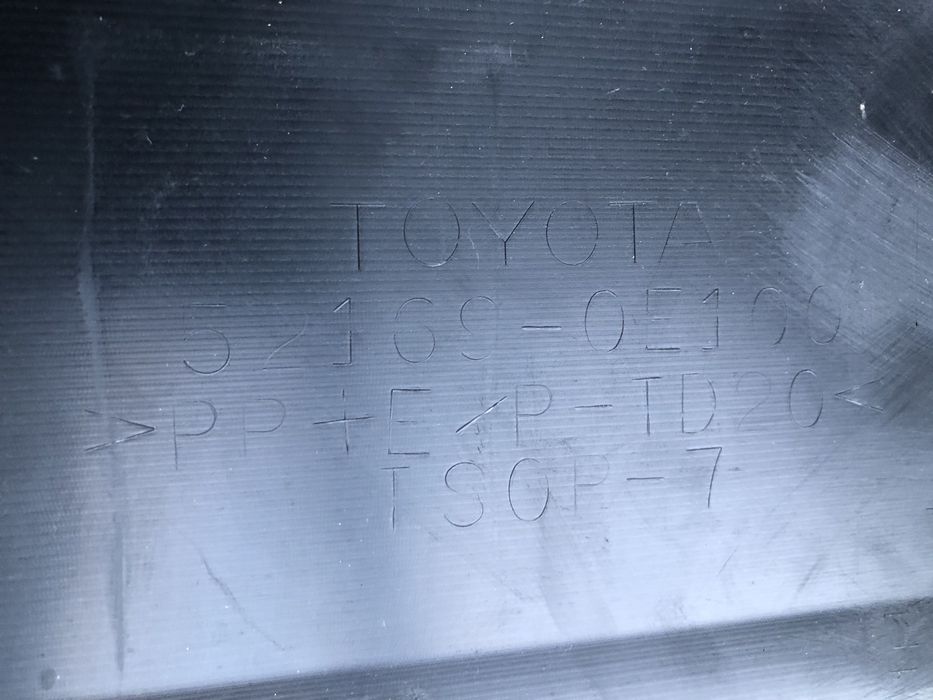 TOYOTA
52169-0E100
>PP+E/P-TD20<
TSOP-7